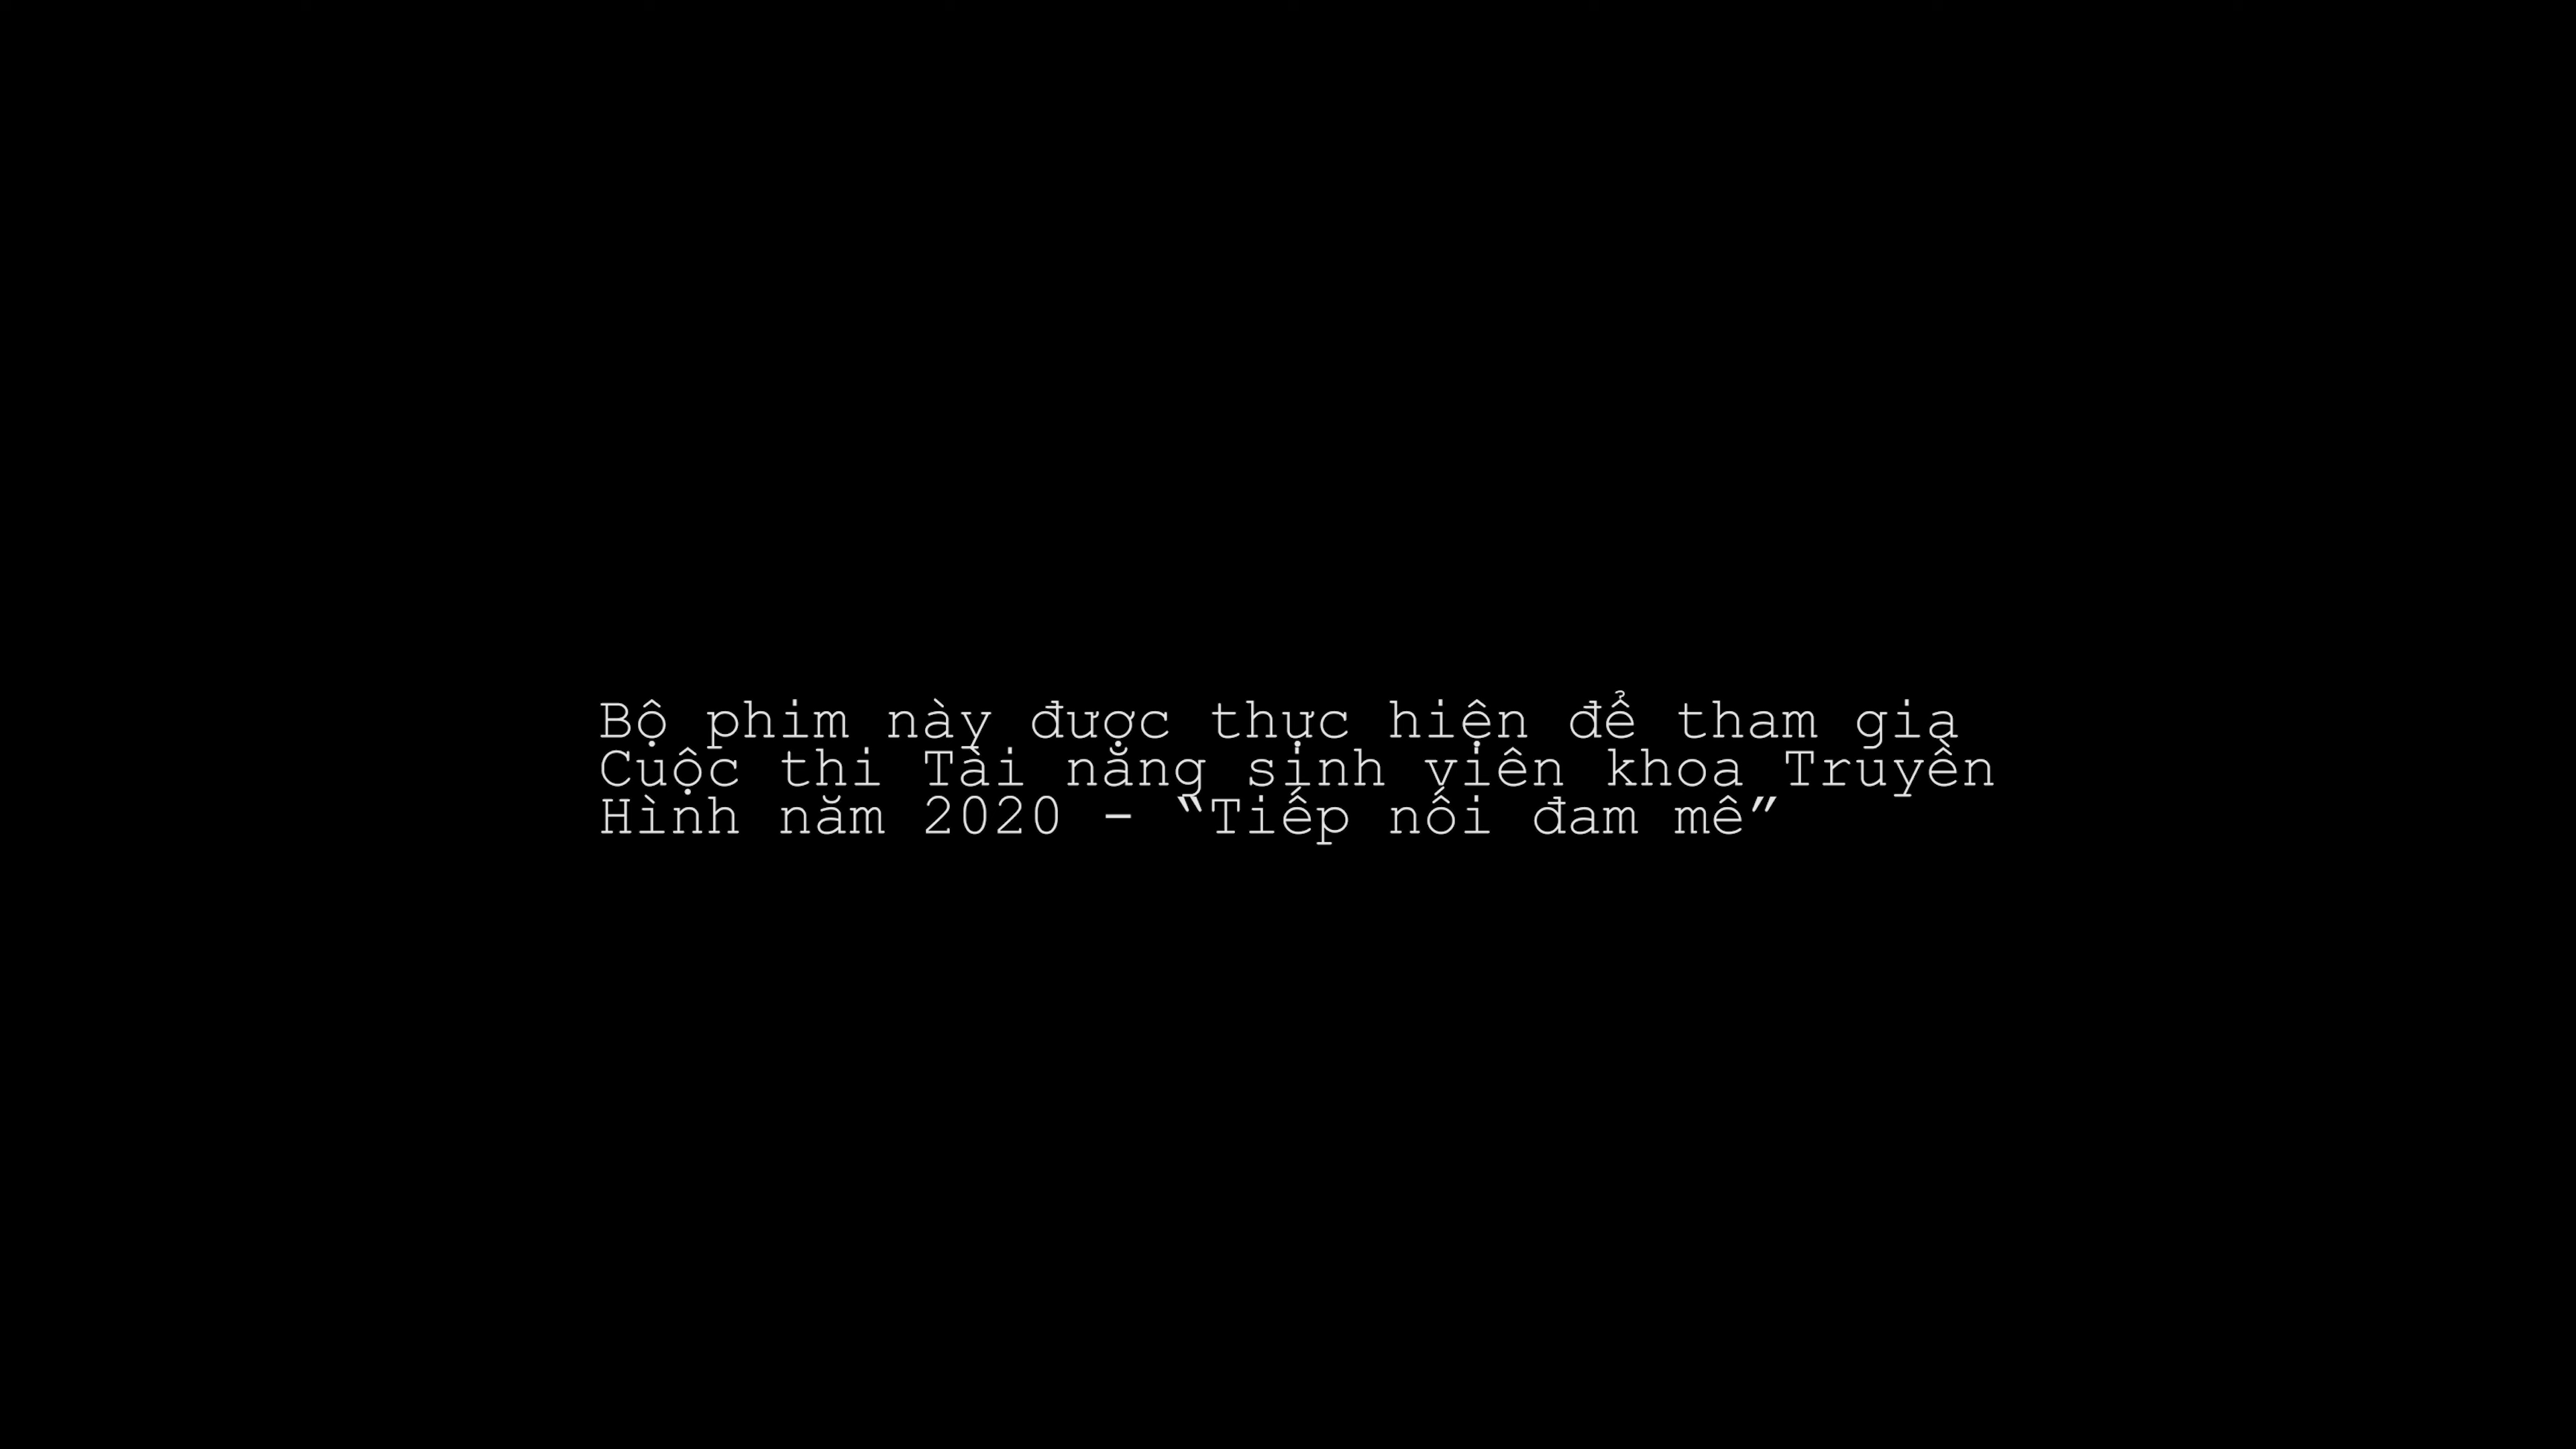 Bộ phim này được thực hiện để tham gia
Cuộc thi Tài năng sinh viên khoa Truyền
Hình năm 2020 - “Tiếp nối đam mê”